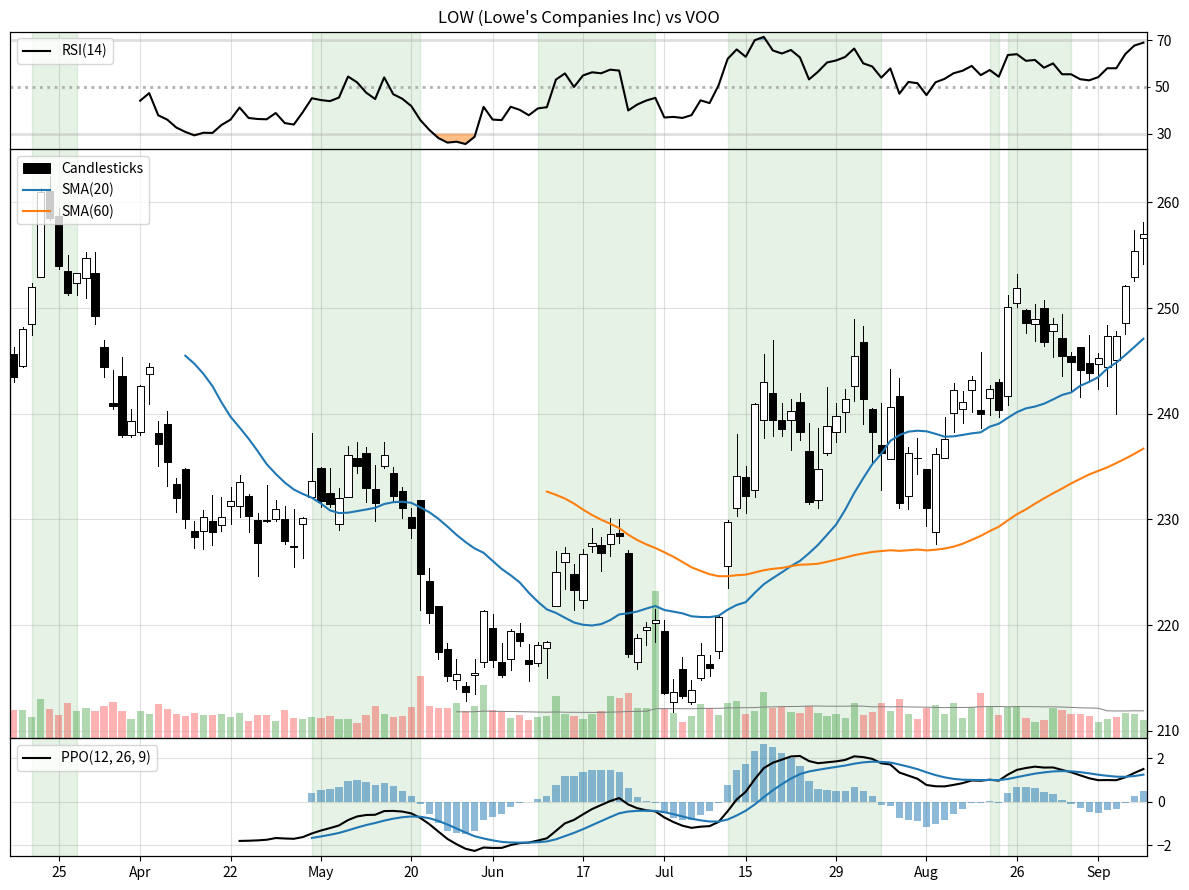 LOW (Lowe's Companies Inc) vs VOO
RSI(14)
70
50
30
Candlesticks
SMA(20)
SMA(60)
260
250
240
230
220
210
PPO(12, 26, 9)
2
0
−2
25 Apr 22 May 20 Jun 17 Jul 15 29 Aug 26 Sep